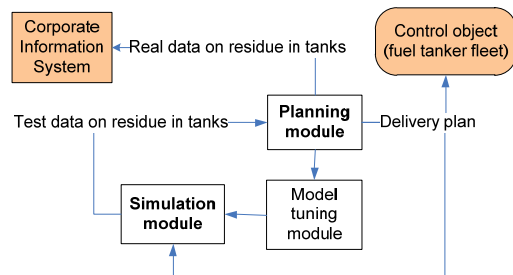 Corporate
Information
System
Real data on residue in tanks
Control object
(fuel tanker fleet)
Test data on residue in tanks
Planning
module
Delivery plan
Simulation
module
Model
tuning
module